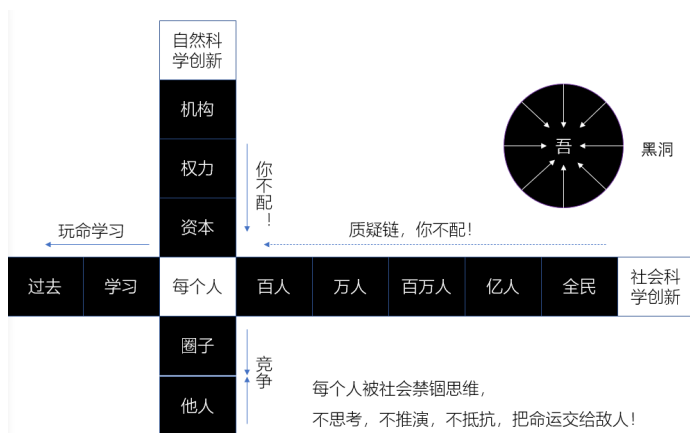 自然科
学创新
机构
权力
资本
你不配！
吾
黑洞
玩命学习
质疑链，你不配！
过去
学习
每个人
百人
万人
百万人
亿人
全民
社会科
学创新
圈子
他人
竞争
每个人被社会禁锢思维，
不思考，不推演，不抵抗，把命运交给敌人！